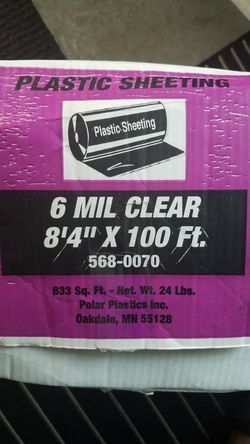 PLASTIC SHEETING
Plastic Sheeting
6 MIL CLEAR
8'4" X 100 Ft.
568-0070
833 Sq. Ft. - Net. Wt. 24 Lbs.
Polar Plastics Inc.
Oakdale, MN 55128